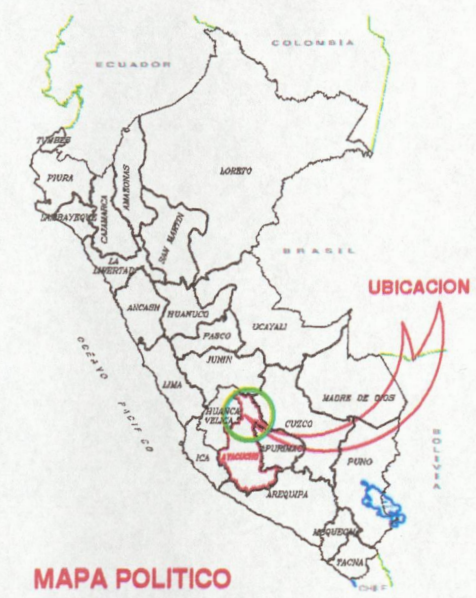 COLOMBIA
ECUADOR
TUMBES
PIURA
LORETO
AMAZONAS
LAMBAYEQUE
CAJAMARCA
SAN MARTIN
LA
LIBERTAD
BRASIL
UBICACION
ANCASH
HUANUCO
PASCO
UCAYALI
JUNIN
OCEANO
PACIFICO
LIMA
MADRE DE DIOS
HUANCA
VELICA
CUZCO
ICA
AYACUCHO
APURIMAC
PUNO
BOLIVIA
AREQUIPA
MOQUEGUA
TACNA
CHILE
MAPA POLITICO